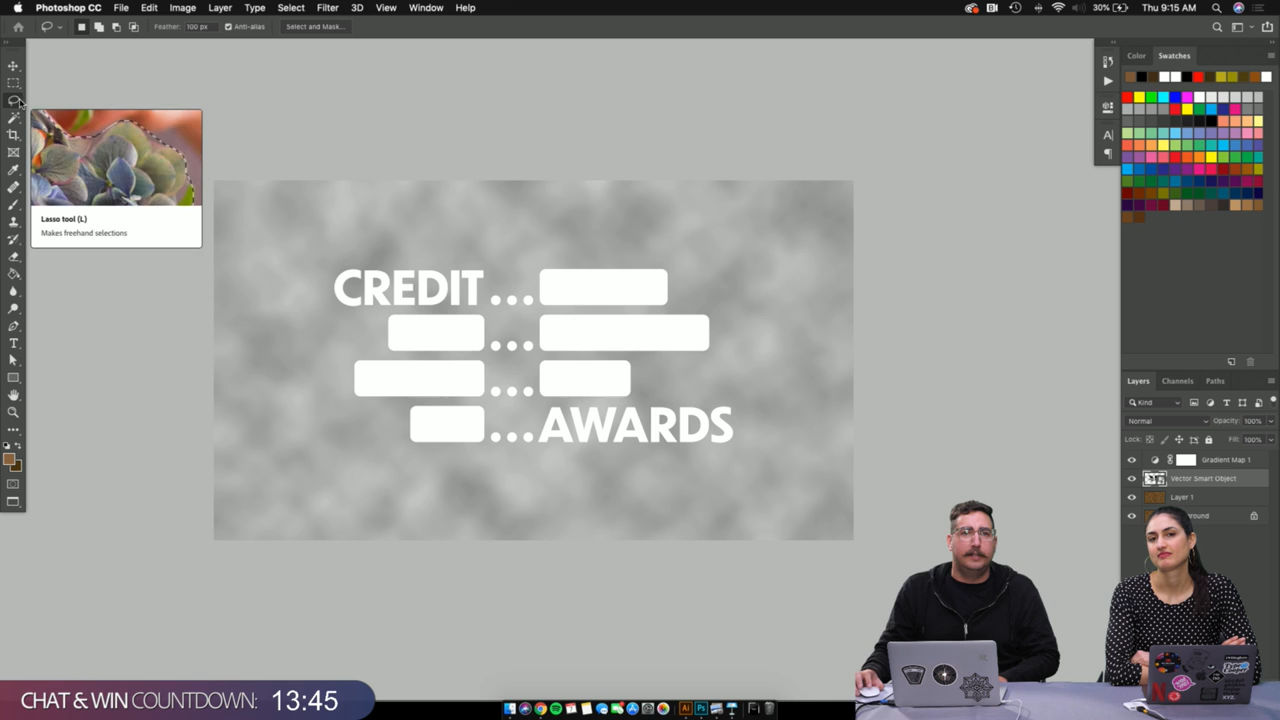 Photoshop CC File Edit Image Layer Type Select Filter 3D View Window Help
30% Thu 9:15 AM
Feather: 100 px Anti-alias Select and Mask...
Color Swatches
Lasso tool (L)
Makes freehand selections
CREDIT...
...
...
...AWARDS
Layers Channels Paths
Kind
Normal Opacity: 100%
Lock: Fill: 100%
Gradient Map 1
Vector Smart Object
Layer 1
ound
CHAT & WIN COUNTDOWN: 13:45